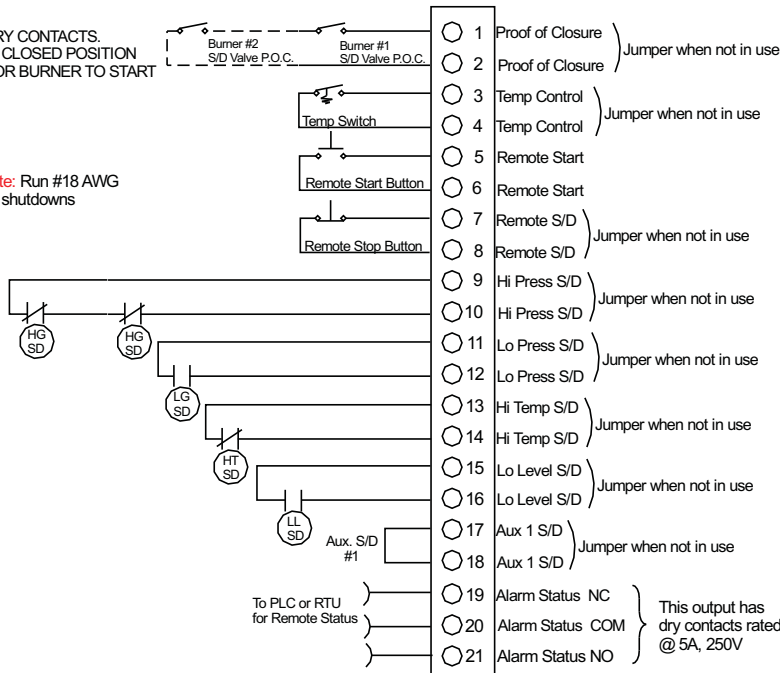 RY CONTACTS.
CLOSED POSITION
OR BURNER TO START
Burner #2
S/D Valve P.O.C.
Burner #1
S/D Valve P.O.C.
1 Proof of Closure
2 Proof of Closure
Jumper when not in use
Temp Switch
3 Temp Control
4 Temp Control
Jumper when not in use
te: Run #18 AWG
shutdowns
Remote Start Button
5 Remote Start
6 Remote Start
Remote Stop Button
7 Remote S/D
8 Remote S/D
Jumper when not in use
HG
SD
HG
SD
9 Hi Press S/D
10 Hi Press S/D
Jumper when not in use
LG
SD
11 Lo Press S/D
12 Lo Press S/D
Jumper when not in use
HT
SD
13 Hi Temp S/D
14 Hi Temp S/D
Jumper when not in use
LL
SD
15 Lo Level S/D
16 Lo Level S/D
Jumper when not in use
Aux. S/D
#1
17 Aux 1 S/D
18 Aux 1 S/D
Jumper when not in use
To PLC or RTU
for Remote Status
19 Alarm Status NC
20 Alarm Status COM
21 Alarm Status NO
This output has
dry contacts rated
@ 5A, 250V